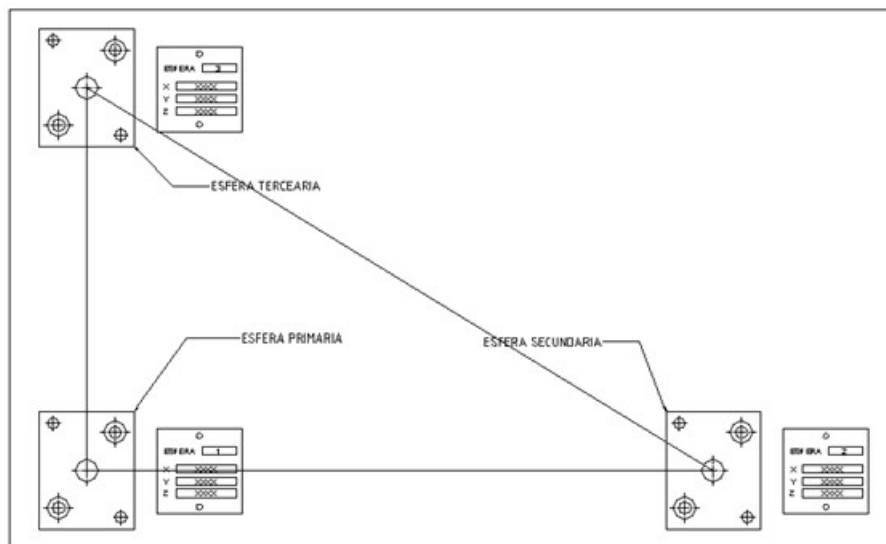 ESFERA 3
X XXXX
Y XXXX
Z XXXX
ESFERA TERCEARIA
ESFERA PRIMARIA
ESFERA SECUNDARIA
ESFERA 1
X XXXX
Y XXXX
Z XXXX
ESFERA 2
X XXXX
Y XXXX
Z XXXX